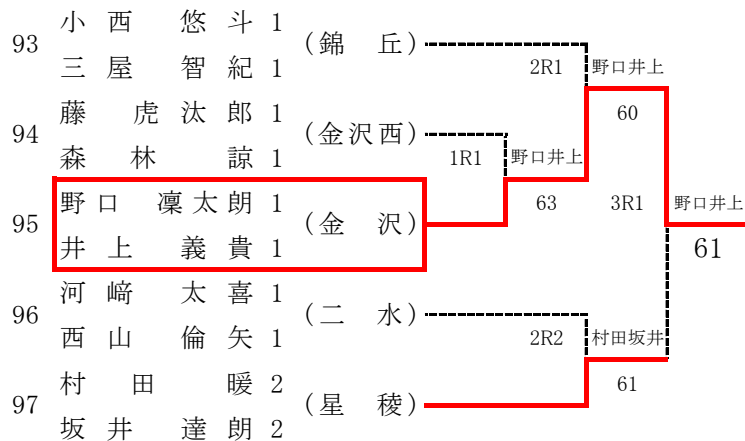 小西 悠斗 1
93 (錦丘)
三屋 智紀 1
2R1 野口井上
藤 虎汰郎 1
60
94 (金沢西)
森林 諒 1
1R1 野口井上
野口 凜太朗 1
63 3R1 野口井上
95 (金沢)
井上 義貴 1
61
河﨑 太喜 1
96 (二水)
西山 倫矢 1
2R2 村田坂井
村田 暖 2
61
97 (星稜)
坂井 達朗 2